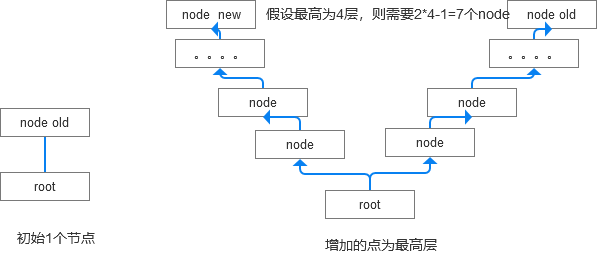 node new
假设最高为4层，则需要2*4-1=7个node
node old
。。。。
。。。。
node
node
node old
node
node
root
root
初始1个节点
增加的点为最高层